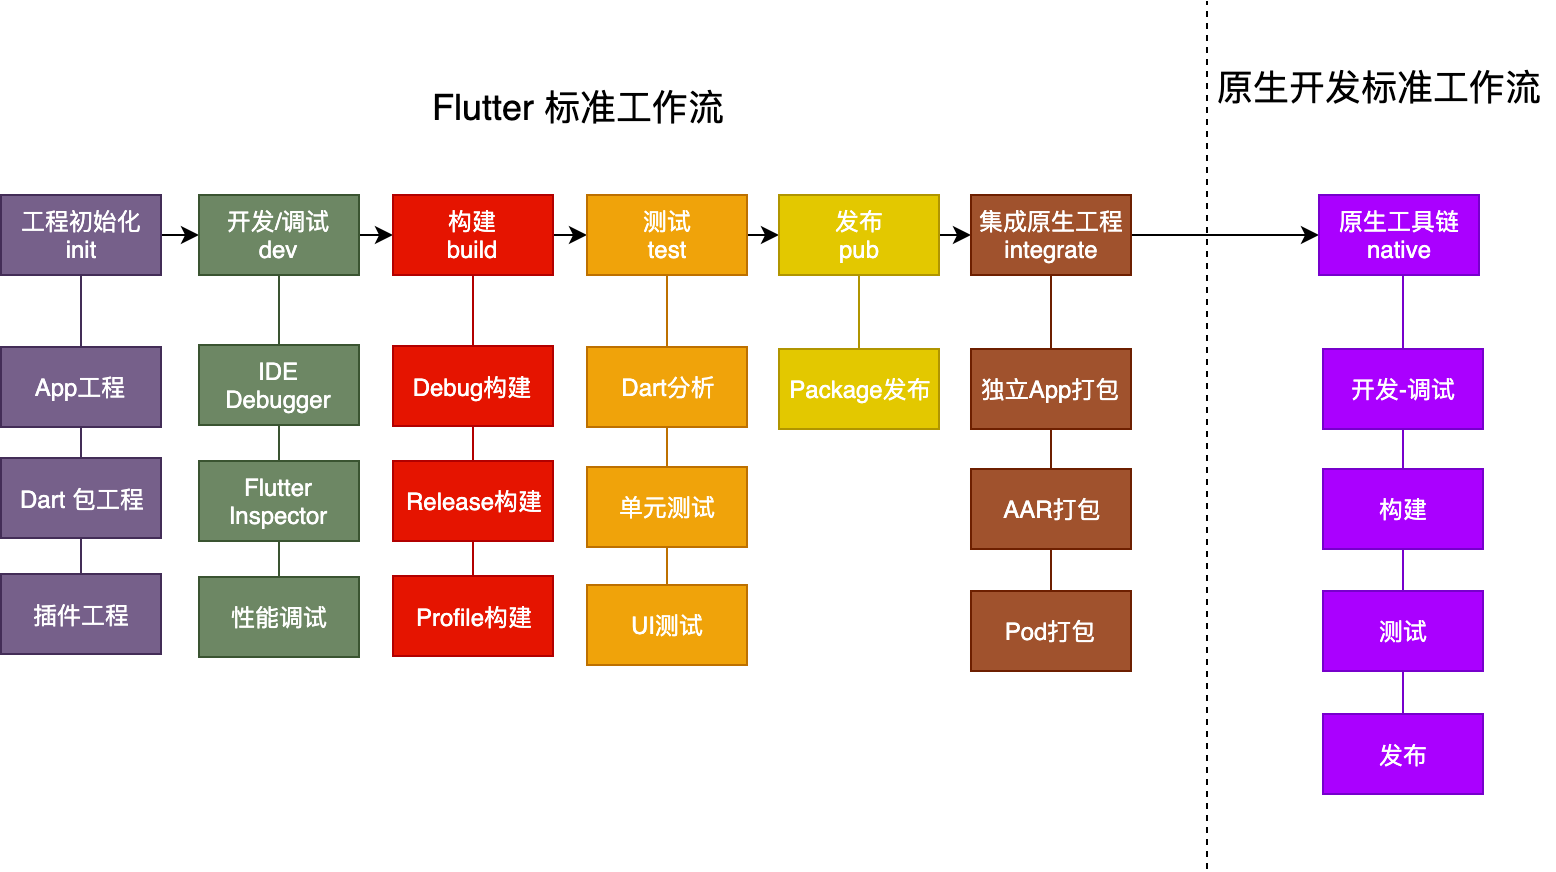 Flutter 标准工作流
原生开发标准工作流
工程初始化
init
开发/调试
dev
构建
build
测试
test
发布
pub
集成原生工程
integrate
原生工具链
native
App工程
Dart 包工程
插件工程
IDE
Debugger
Flutter
Inspector
性能调试
Debug构建
Release构建
Profile构建
Dart分析
单元测试
UI测试
Package发布
独立App打包
AAR打包
Pod打包
开发-调试
构建
测试
发布